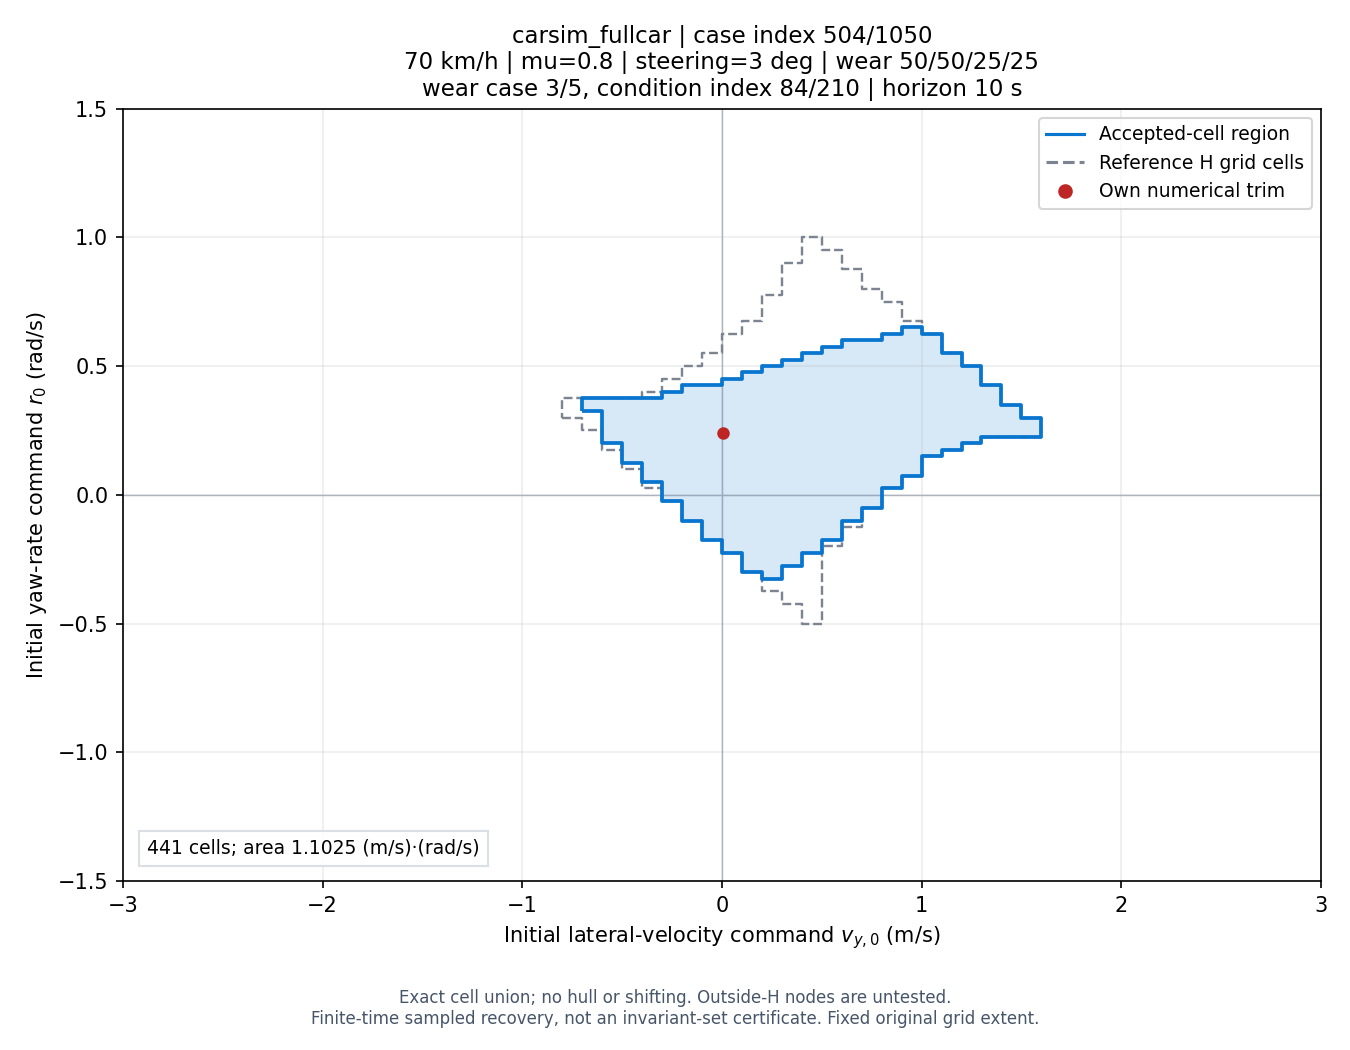 carsim_fullcar | case index 504/1050
70 km/h | mu=0.8 | steering=3 deg | wear 50/50/25/25
wear case 3/5, condition index 84/210 | horizon 10 s
Accepted-cell region
Reference H grid cells
Own numerical trim
1.5
1.0
0.5
0.0
−0.5
−1.0
−1.5
Initial yaw-rate command r0 (rad/s)
441 cells; area 1.1025 (m/s)·(rad/s)
−3
−2
−1
0
1
2
3
Initial lateral-velocity command vy,0 (m/s)
Exact cell union; no hull or shifting. Outside-H nodes are untested.
Finite-time sampled recovery, not an invariant-set certificate. Fixed original grid extent.